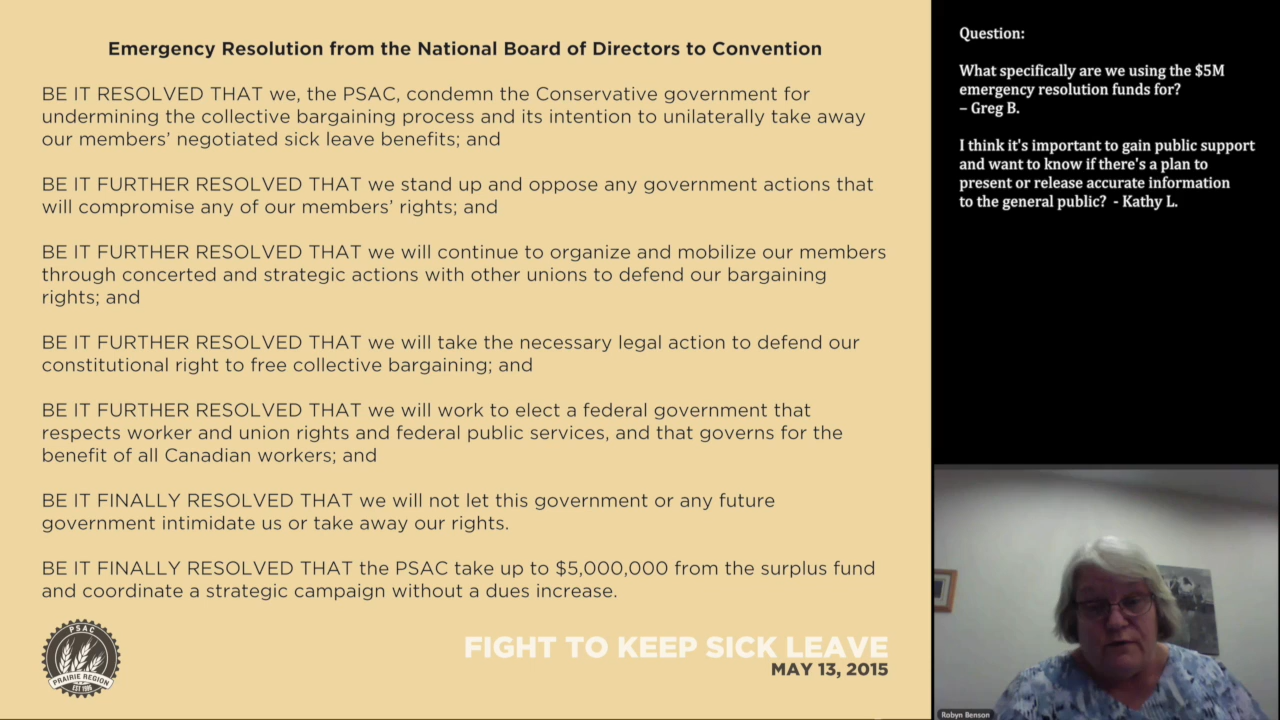 Emergency Resolution from the National Board of Directors to Convention
BE IT RESOLVED THAT we, the PSAC, condemn the Conservative government for
undermining the collective bargaining process and its intention to unilaterally take away
our members' negotiated sick leave benefits; and
BE IT FURTHER RESOLVED THAT we stand up and oppose any government actions that
will compromise any of our members' rights; and
BE IT FURTHER RESOLVED THAT we will continue to organize and mobilize our members
through concerted and strategic actions with other unions to defend our bargaining
rights; and
BE IT FURTHER RESOLVED THAT we will take the necessary legal action to defend our
constitutional right to free collective bargaining; and
BE IT FURTHER RESOLVED THAT we will work to elect a federal government that
respects worker and union rights and federal public services, and that governs for the
benefit of all Canadian workers; and
BE IT FINALLY RESOLVED THAT we will not let this government or any future
government intimidate us or take away our rights.
BE IT FINALLY RESOLVED THAT the PSAC take up to $5,000,000 from the surplus fund
and coordinate a strategic campaign without a dues increase.
PSAC
PRAIRIE REGION
EST 1966
FIGHT TO KEEP SICK LEAVE
MAY 13, 2015
Question:
What specifically are we using the $5M
emergency resolution funds for?
– Greg B.
I think it's important to gain public support
and want to know if there's a plan to
present or release accurate information
to the general public? - Kathy L.
Robyn Benson